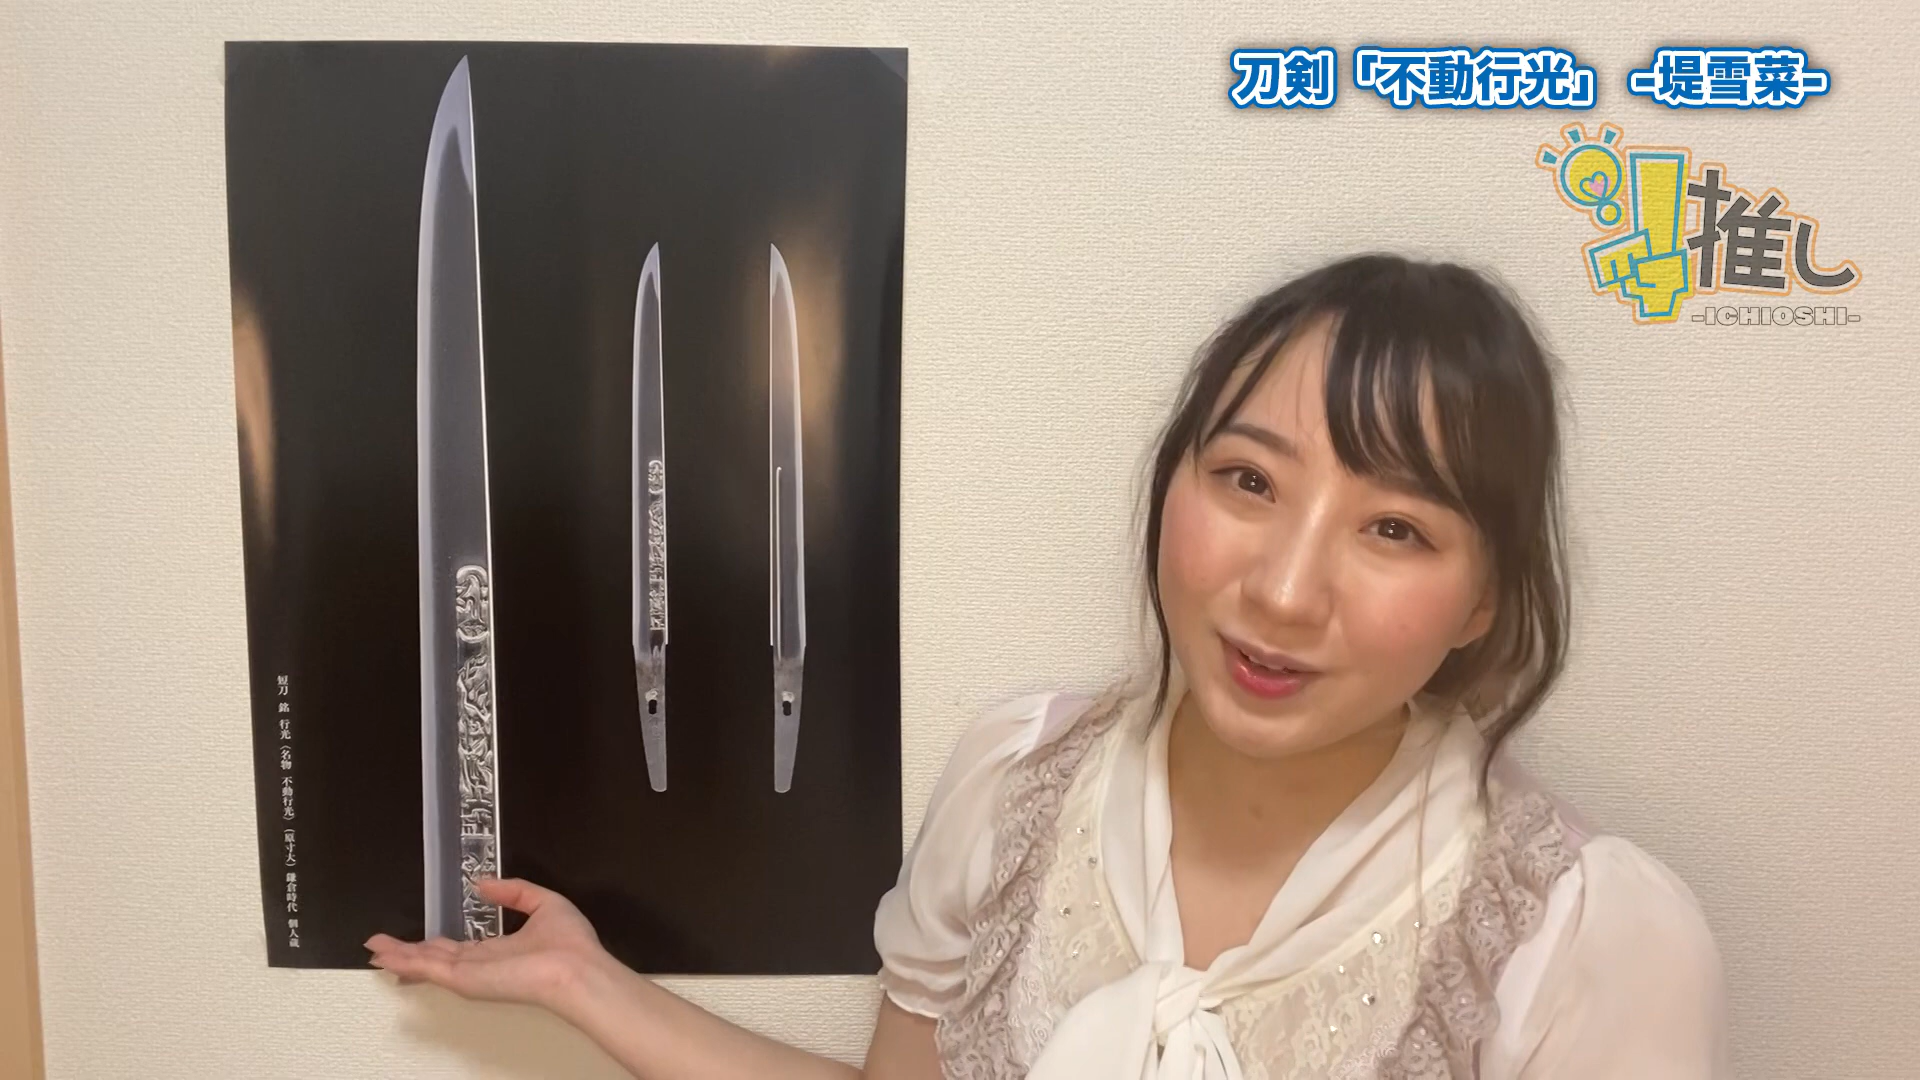 刀剣「不動行光」 -堤雪菜-
!推し
-ICHIOSHI-
短刀 銘 行光(名物 不動行光)(原寸大) 鎌倉時代 個人蔵